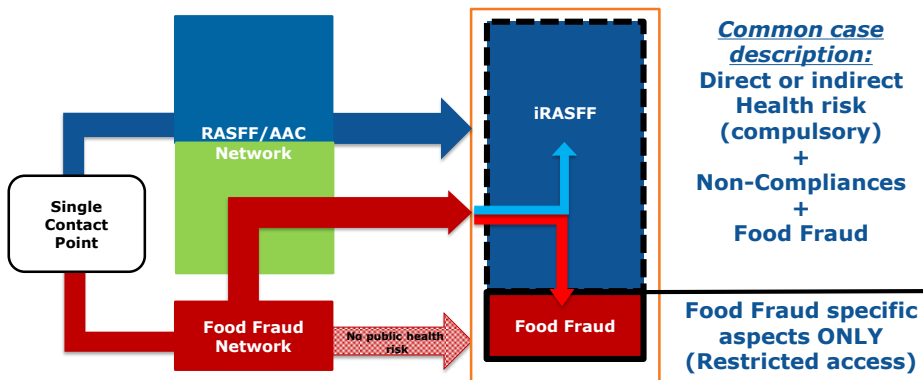 Single
Contact
Point
RASFF/AAC
Network
Food Fraud
Network
No public health
risk
iRASFF
Food Fraud
Common case
description:
Direct or indirect
Health risk
(compulsory)
+
Non-Compliances
+
Food Fraud
Food Fraud specific
aspects ONLY
(Restricted access)